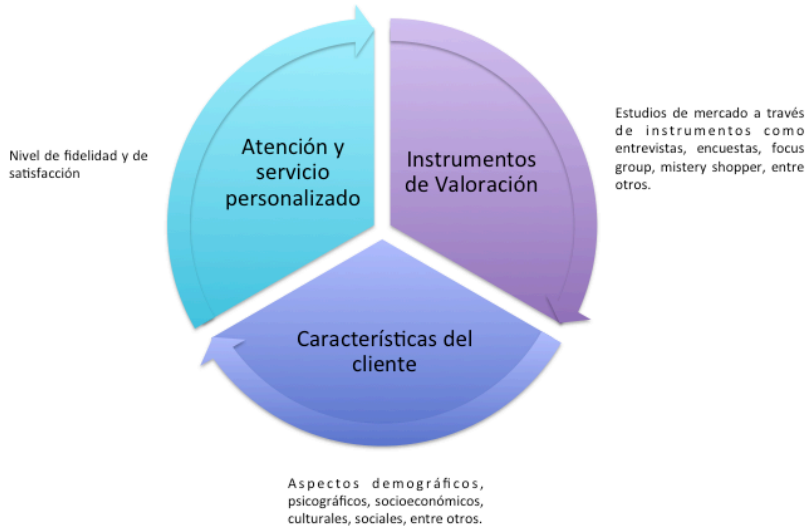 Atención y
servicio
personalizado
Nivel de fidelidad y de
satisfacción
Instrumentos
de Valoración
Estudios de mercado a través
de instrumentos como
entrevistas, encuestas, focus
group, mistery shopper, entre
otros.
Características del
cliente
Aspectos demográficos,
psicográficos, socioeconómicos,
culturales, sociales, entre otros.